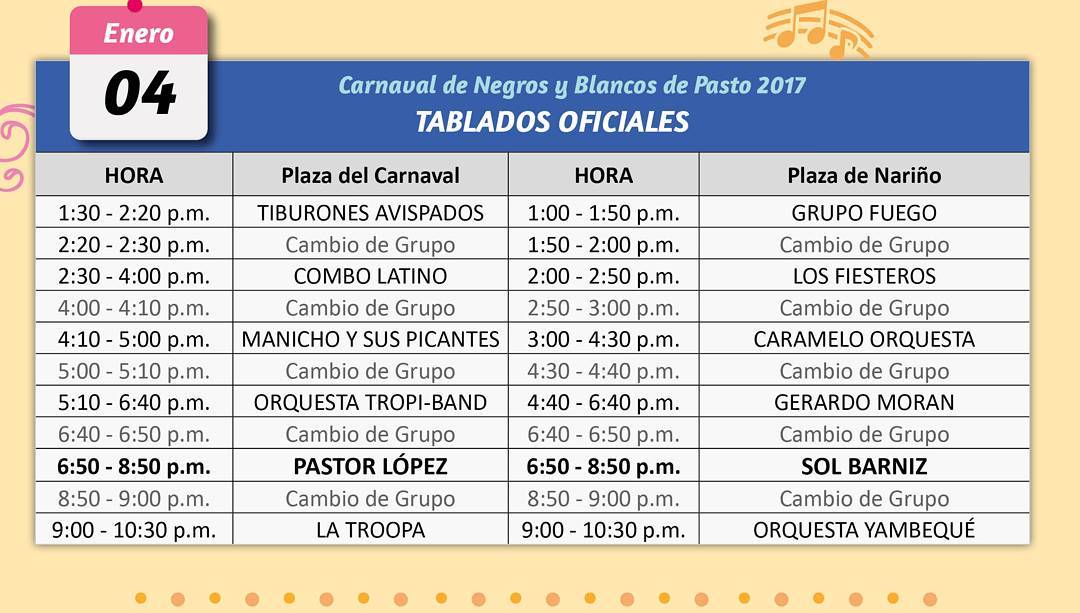 Enero
04
Carnaval de Negros y Blancos de Pasto 2017
TABLADOS OFICIALES
HORA Plaza del Carnaval HORA Plaza de Nariño
1:30 - 2:20 p.m. TIBURONES AVISPADOS 1:00 - 1:50 p.m. GRUPO FUEGO
2:20 - 2:30 p.m. Cambio de Grupo 1:50 - 2:00 p.m. Cambio de Grupo
2:30 - 4:00 p.m. COMBO LATINO 2:00 - 2:50 p.m. LOS FIESTEROS
4:00 - 4:10 p.m. Cambio de Grupo 2:50 - 3:00 p.m. Cambio de Grupo
4:10 - 5:00 p.m. MANICHO Y SUS PICANTES 3:00 - 4:30 p.m. CARAMELO ORQUESTA
5:00 - 5:10 p.m. Cambio de Grupo 4:30 - 4:40 p.m. Cambio de Grupo
5:10 - 6:40 p.m. ORQUESTA TROPI-BAND 4:40 - 6:40 p.m. GERARDO MORAN
6:40 - 6:50 p.m. Cambio de Grupo 6:40 - 6:50 p.m. Cambio de Grupo
6:50 - 8:50 p.m. PASTOR LÓPEZ 6:50 - 8:50 p.m. SOL BARNIZ
8:50 - 9:00 p.m. Cambio de Grupo 8:50 - 9:00 p.m. Cambio de Grupo
9:00 - 10:30 p.m. LA TROOPA 9:00 - 10:30 p.m. ORQUESTA YAMBEQUÉ